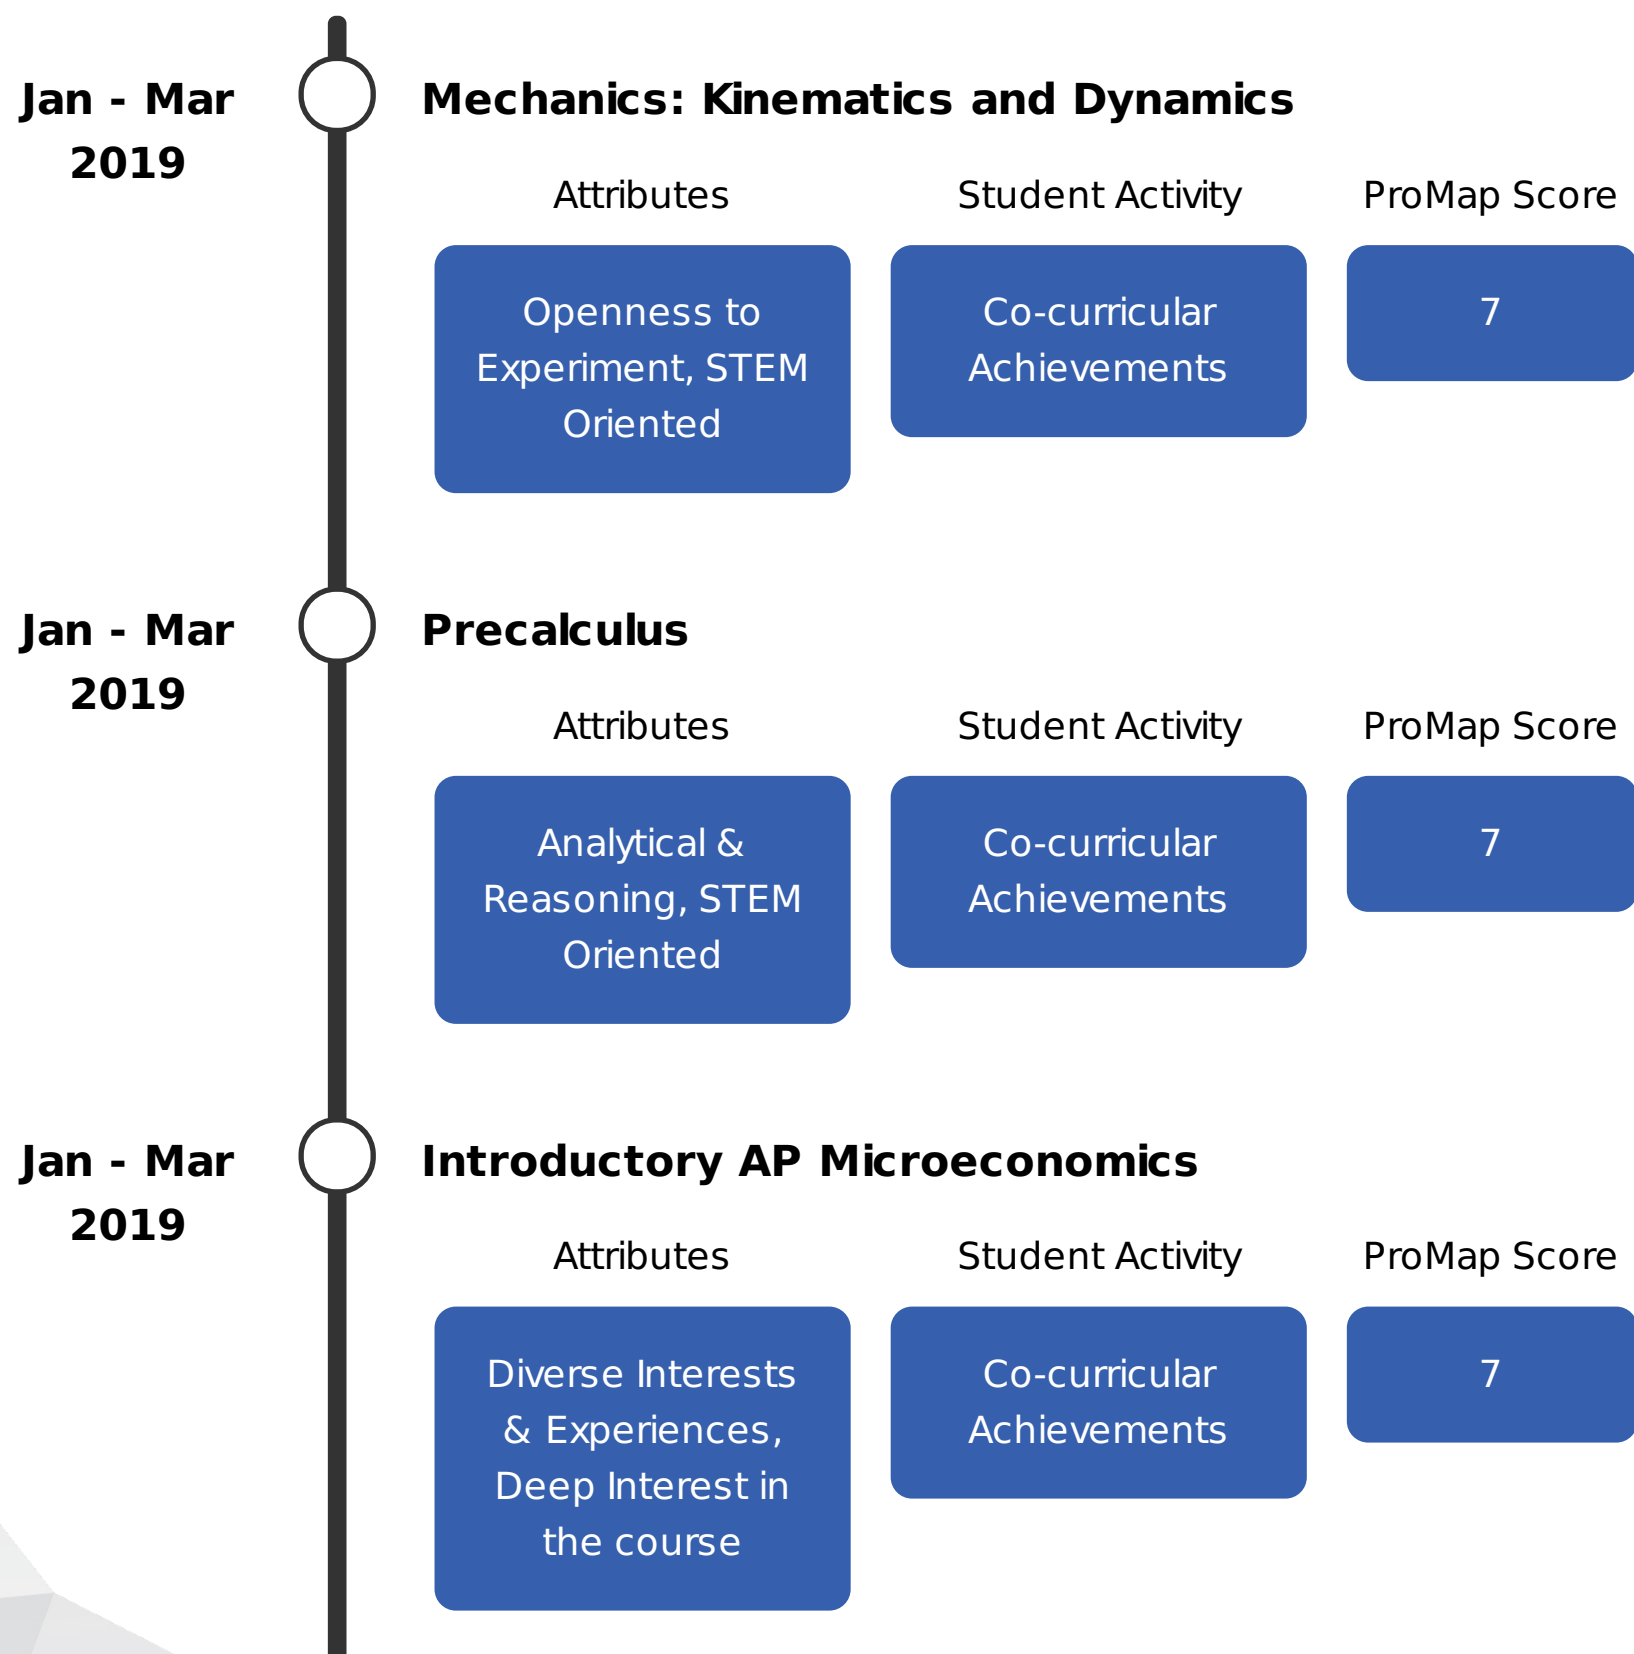 Jan - Mar
2019
Mechanics: Kinematics and Dynamics
Attributes
Student Activity
ProMap Score
Openness to
Experiment, STEM
Oriented
Co-curricular
Achievements
7
Jan - Mar
2019
Precalculus
Attributes
Student Activity
ProMap Score
Analytical &
Reasoning, STEM
Oriented
Co-curricular
Achievements
7
Jan - Mar
2019
Introductory AP Microeconomics
Attributes
Student Activity
ProMap Score
Diverse Interests
& Experiences,
Deep Interest in
the course
Co-curricular
Achievements
7